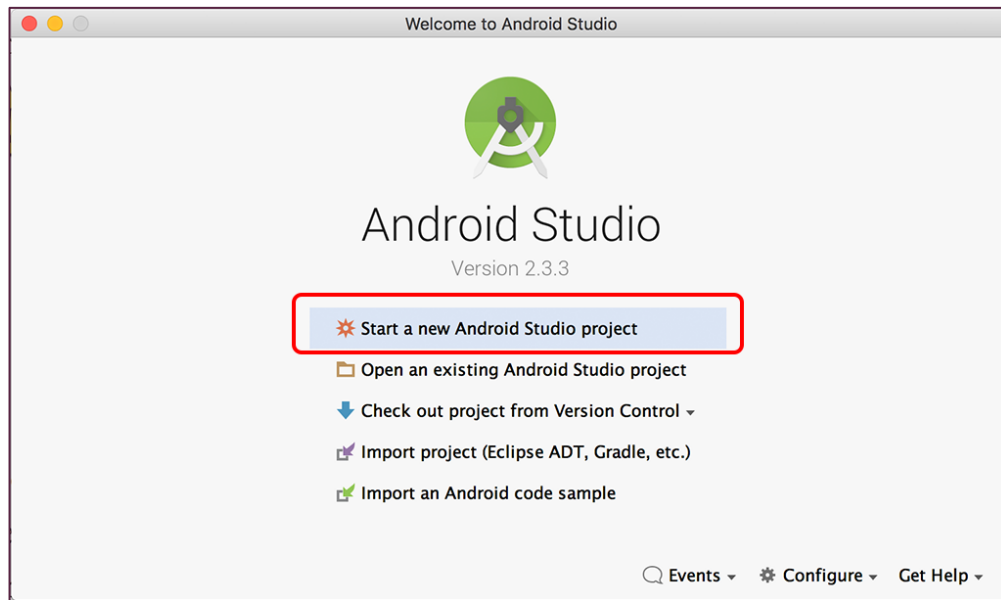 Welcome to Android Studio
Android Studio
Version 2.3.3
Start a new Android Studio project
Open an existing Android Studio project
Check out project from Version Control
Import project (Eclipse ADT, Gradle, etc.)
Import an Android code sample
Events Configure Get Help